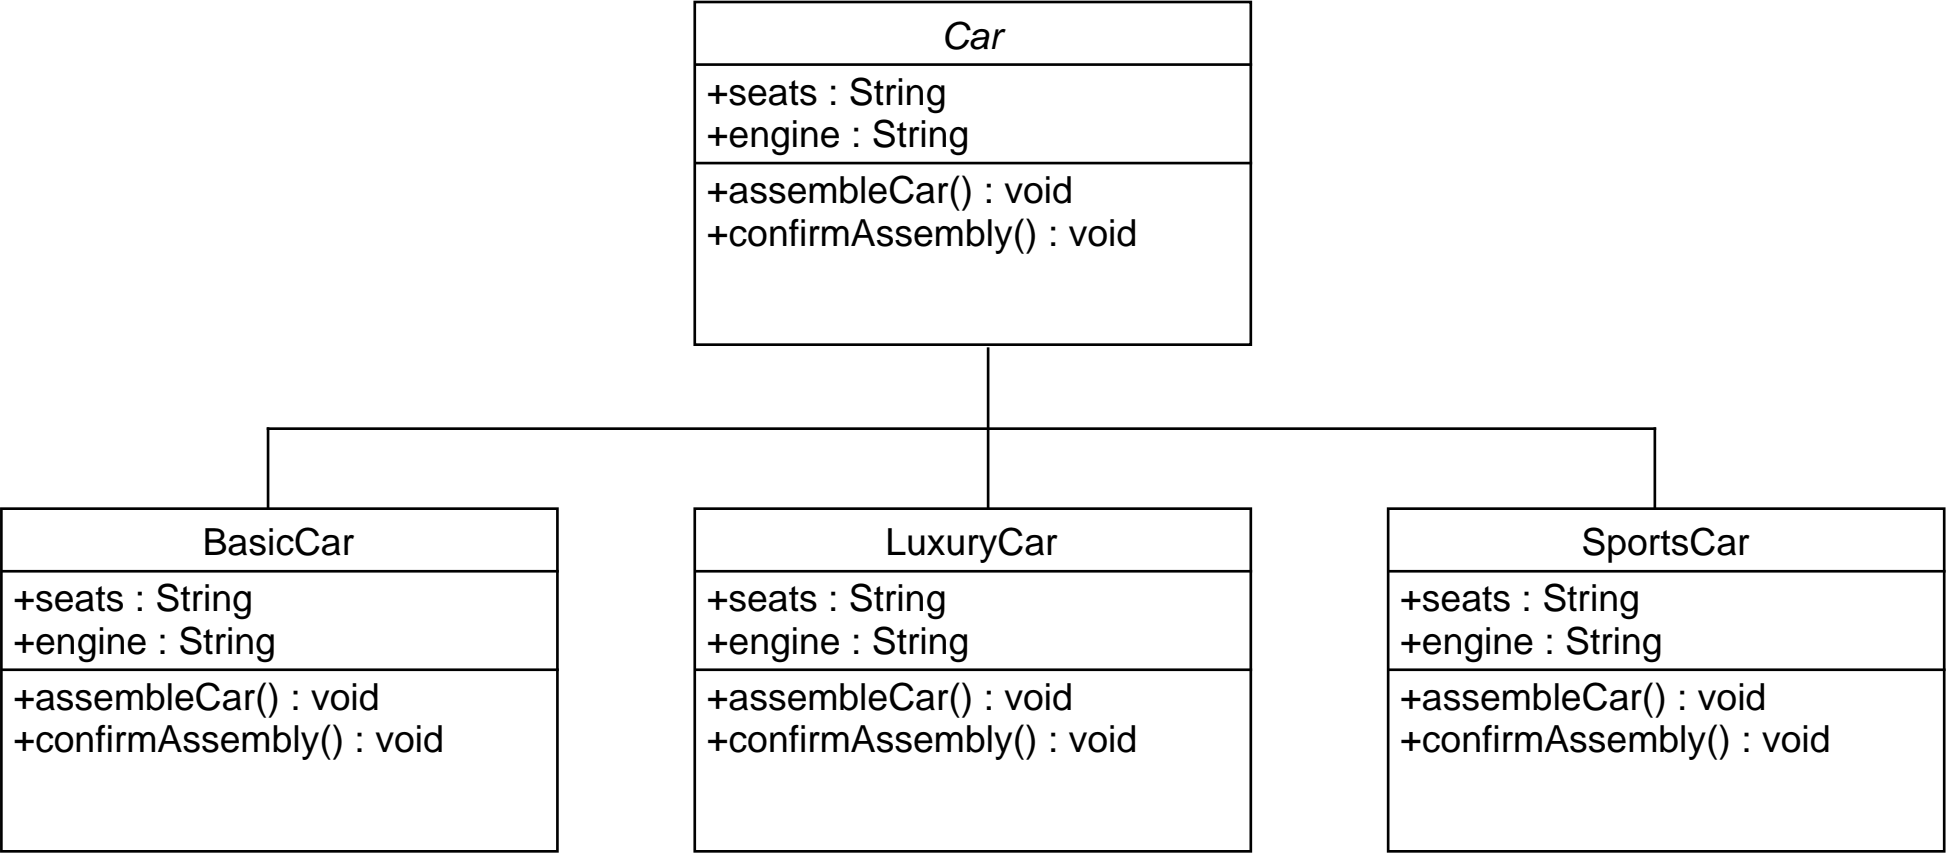 Car
+seats : String
+engine : String
+assembleCar() : void
+confirmAssembly() : void
BasicCar
+seats : String
+engine : String
+assembleCar() : void
+confirmAssembly() : void
LuxuryCar
+seats : String
+engine : String
+assembleCar() : void
+confirmAssembly() : void
SportsCar
+seats : String
+engine : String
+assembleCar() : void
+confirmAssembly() : void